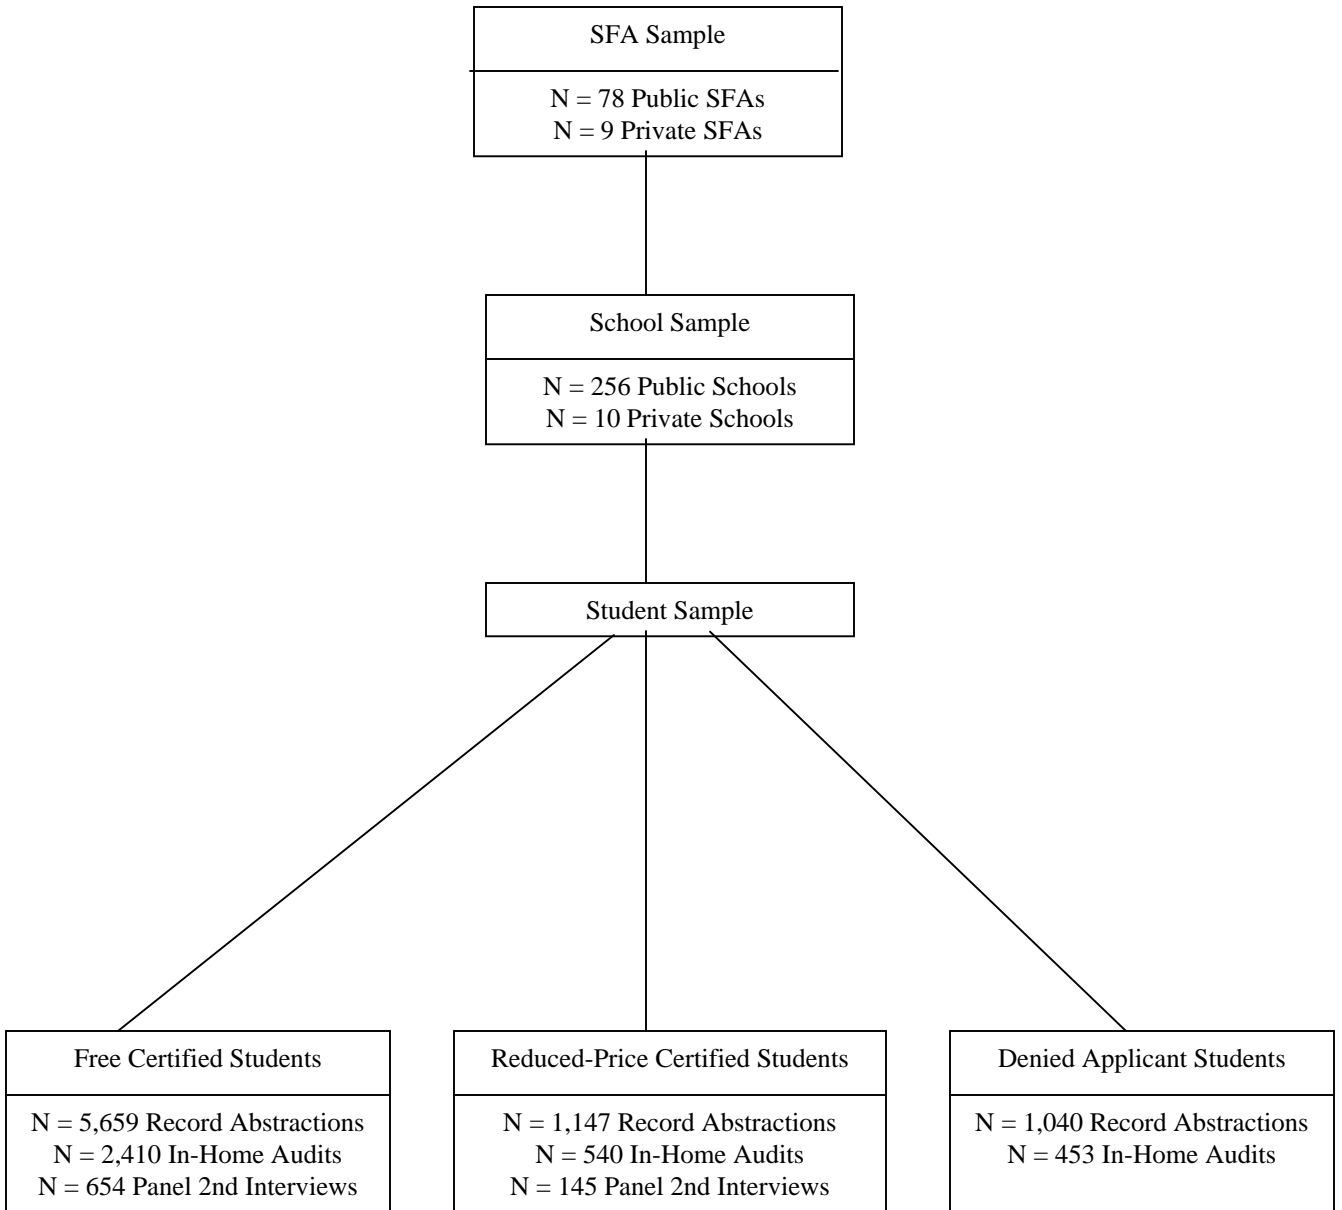 SFA Sample
N = 78 Public SFAs
N = 9 Private SFAs
School Sample
N = 256 Public Schools
N = 10 Private Schools
Student Sample
Free Certified Students
N = 5,659 Record Abstractions
N = 2,410 In-Home Audits
N = 654 Panel 2nd Interviews
Reduced-Price Certified Students
N = 1,147 Record Abstractions
N = 540 In-Home Audits
N = 145 Panel 2nd Interviews
Denied Applicant Students
N = 1,040 Record Abstractions
N = 453 In-Home Audits